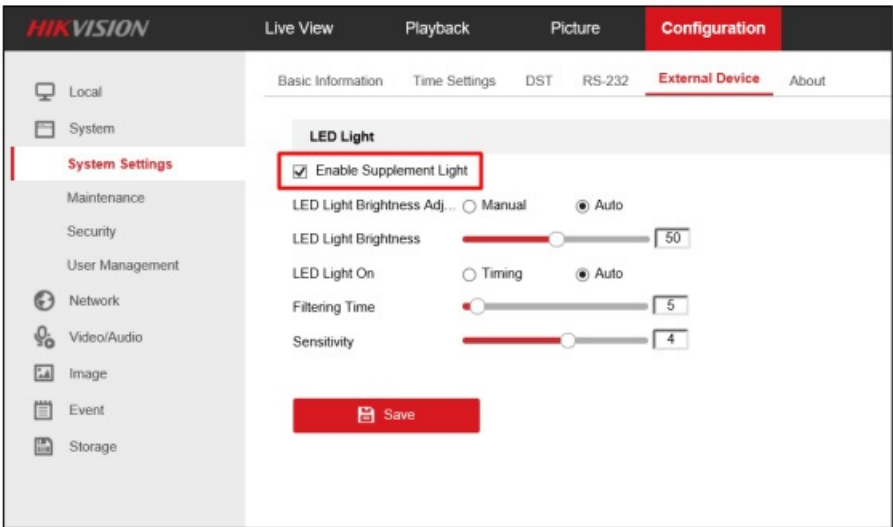 HIKVISION
Live View Playback Picture Configuration
Local
System
System Settings
Maintenance
Security
User Management
Network
Video/Audio
Image
Event
Storage
Basic Information Time Settings DST RS-232 External Device About
LED Light
Enable Supplement Light
LED Light Brightness Adj... Manual Auto
LED Light Brightness 50
LED Light On Timing Auto
Filtering Time 5
Sensitivity 4
Save